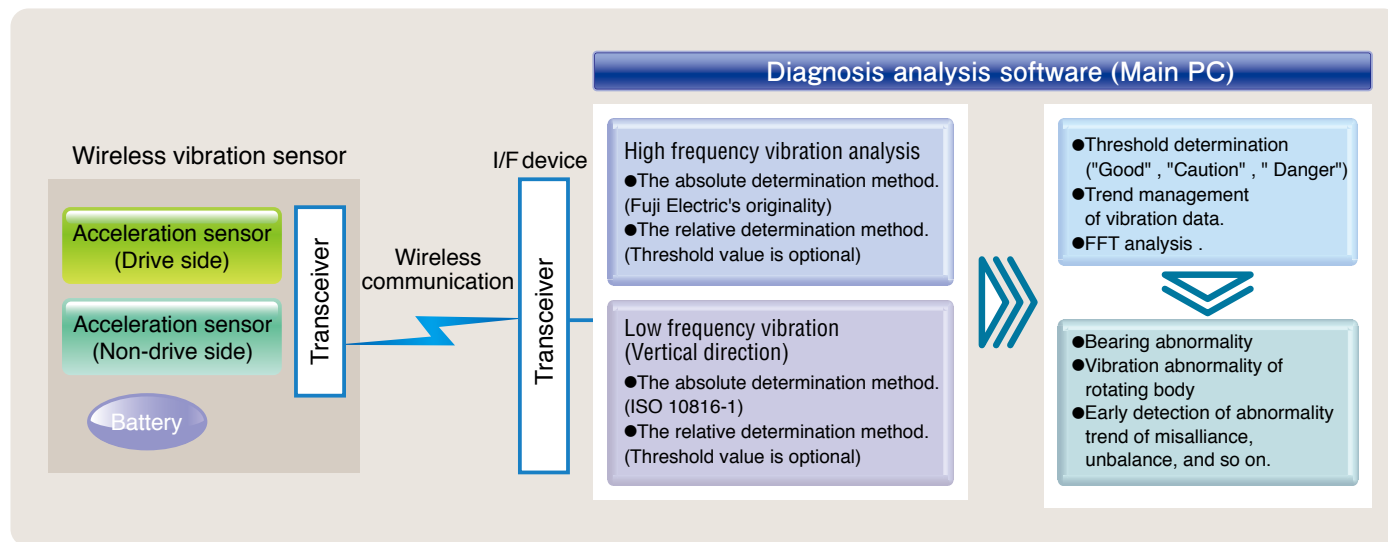 Diagnosis analysis software (Main PC)
Wireless vibration sensor
Acceleration sensor
(Drive side)
Acceleration sensor
(Non-drive side)
Battery
Transceiver
Wireless
communication
I/F device
Transceiver
High frequency vibration analysis
●The absolute determination method.
(Fuji Electric's originality)
●The relative determination method.
(Threshold value is optional)
Low frequency vibration
(Vertical direction)
●The absolute determination method.
(ISO 10816-1)
●The relative determination method.
(Threshold value is optional)
●Threshold determination
("Good" , "Caution" , " Danger")
●Trend management
of vibration data.
●FFT analysis .
●Bearing abnormality
●Vibration abnormality of
rotating body
●Early detection of abnormality
trend of misalliance,
unbalance, and so on.